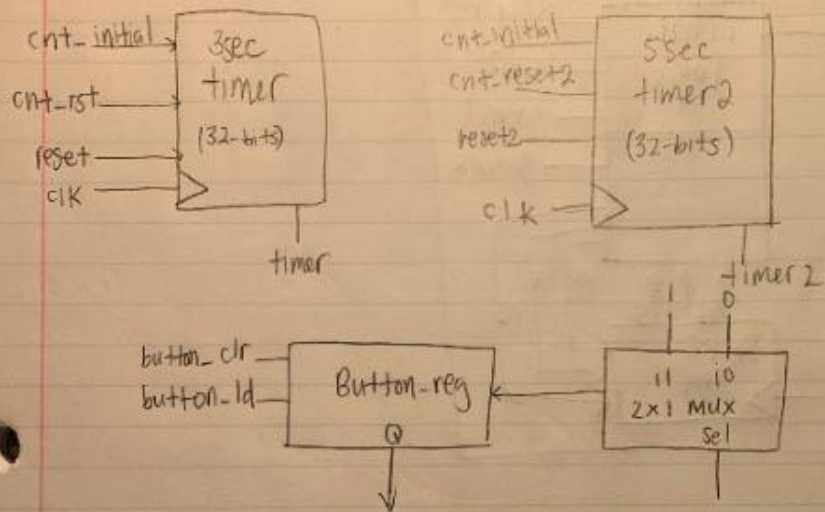 cnt_initial
cnt_rst
reset
clk
3sec
timer
(32-bits)
timer
cnt_initial
cnt_reset2
reset2
clk
5sec
timer2
(32-bits)
timer2
1 0
button_clr
button_ld
Button_reg
Q
i1 i0
2x1 Mux
Sel